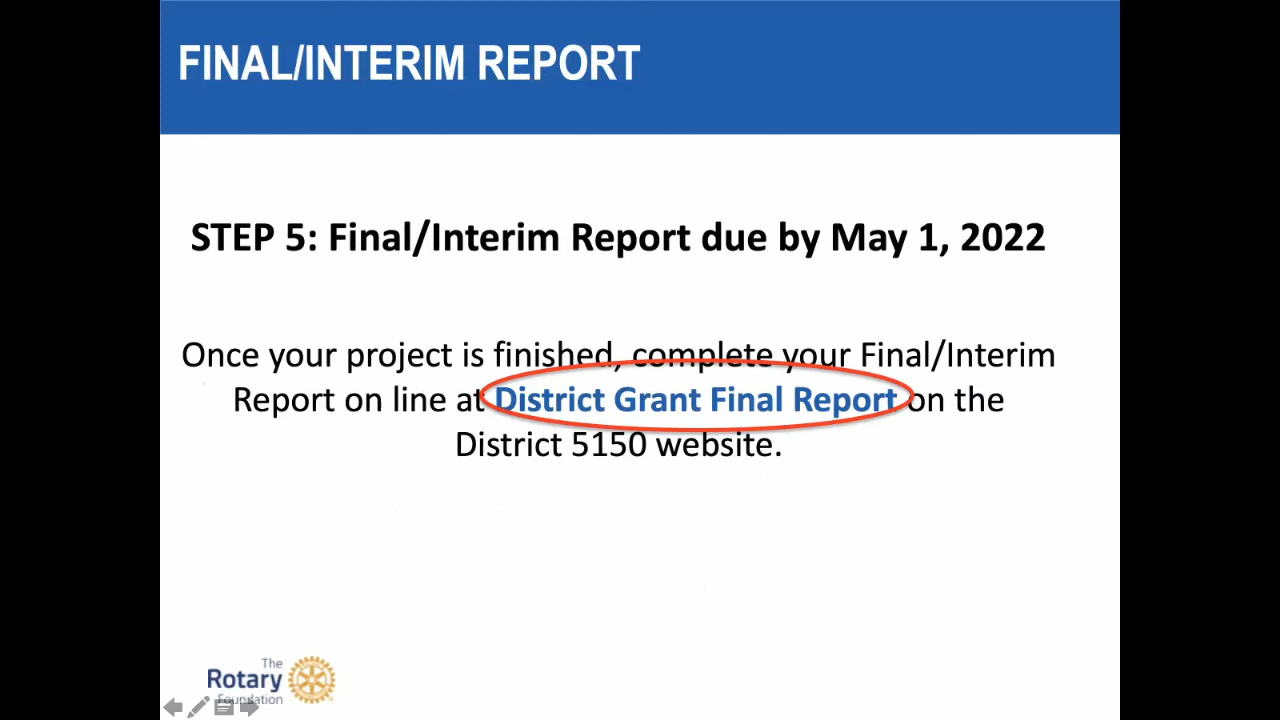 FINAL/INTERIM REPORT
STEP 5: Final/Interim Report due by May 1, 2022
Once your project is finished, complete your Final/Interim
Report on line at District Grant Final Report on the
District 5150 website.
The
Rotary
Foundation